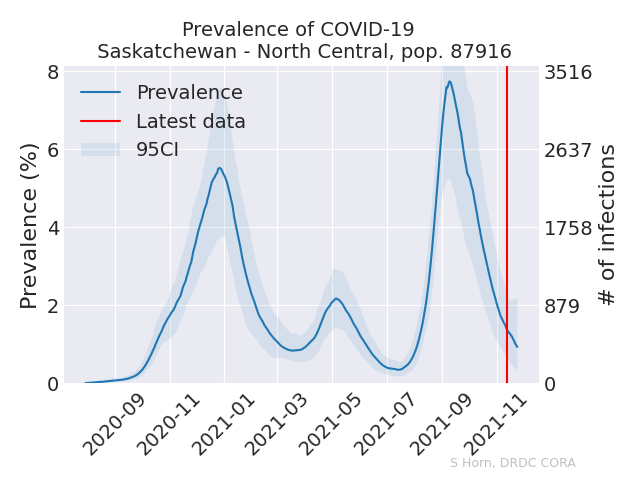 Prevalence of COVID-19
Saskatchewan - North Central, pop. 87916
Prevalence (%)
8
6
4
2
0
Prevalence
Latest data
95CI
3516
2637
1758
879
0
# of infections
2020-09
2020-11
2021-01
2021-03
2021-05
2021-07
2021-09
2021-11
S Horn, DRDC CORA